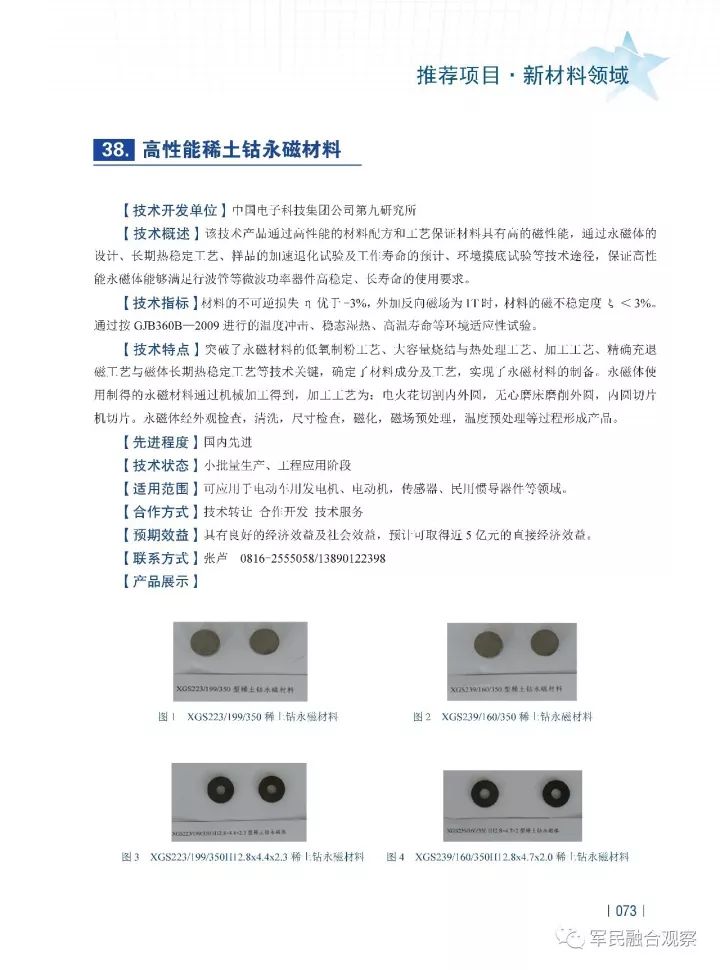 推荐项目·新材料领域
38. 高性能稀土钴永磁材料
【技术开发单位】中国电子科技集团公司第九研究所
【技术概述】该技术产品通过高性能的材料配方和工艺保证材料具有高的磁性能，通过永磁体的
设计、长期热稳定工艺、样品的加速退化试验及工作寿命的预计、环境摸底试验等技术途径，保证高性
能永磁体能够满足行波管等微波功率器件高稳定、长寿命的使用要求。
【技术指标】材料的不可逆损失 η 优于-3%，外加反向磁场为1T时，材料的磁不稳定度 ξ ＜3%。
通过按GJB360B—2009进行的温度冲击、稳态湿热、高温寿命等环境适应性试验。
【技术特点】突破了永磁材料的低氧制粉工艺、大容量烧结与热处理工艺、加工工艺、精确充退
磁工艺与磁体长期热稳定工艺等技术关键，确定了材料成分及工艺，实现了永磁材料的制备。永磁体使
用制得的永磁材料通过机械加工得到，加工工艺为：电火花切割内外圆，无心磨床磨削外圆，内圆切片
机切片。永磁体经外观检查，清洗，尺寸检查，磁化，磁场预处理，温度预处理等过程形成产品。
【先进程度】国内先进
【技术状态】小批量生产、工程应用阶段
【适用范围】可应用于电动车用发电机、电动机，传感器、民用惯导器件等领域。
【合作方式】技术转让 合作开发 技术服务
【预期效益】具有良好的经济效益及社会效益，预计可取得近5亿元的直接经济效益。
【联系方式】张芦 0816-2555058/13890122398
【产品展示】
XGS223/199/350 型稀土钴永磁材料
XGS239/160/350 型稀土钴永磁材料
图1 XGS223/199/350 稀土钴永磁材料
图2 XGS239/160/350 稀土钴永磁材料
XGS223/199/350H12.8×4.4×2.3 型稀土钴永磁体
XGS239/160/350 H12.8×4.7×2 型稀土钴永磁体
图3 XGS223/199/350H12.8x4.4x2.3 稀土钴永磁材料
图4 XGS239/160/350H12.8x4.7x2.0 稀土钴永磁材料
| 073 |
军民融合观察